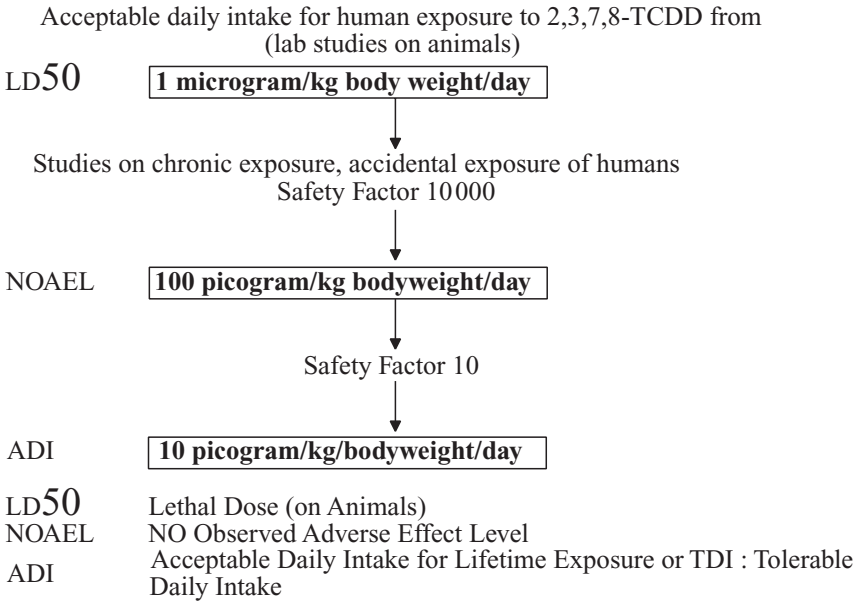 Acceptable daily intake for human exposure to 2,3,7,8-TCDD from
(lab studies on animals)
LD50 1 microgram/kg body weight/day
Studies on chronic exposure, accidental exposure of humans
Safety Factor 10000
NOAEL 100 picogram/kg bodyweight/day
Safety Factor 10
ADI 10 picogram/kg/bodyweight/day
LD50 Lethal Dose (on Animals)
NOAEL NO Observed Adverse Effect Level
ADI Acceptable Daily Intake for Lifetime Exposure or TDI : Tolerable
Daily Intake